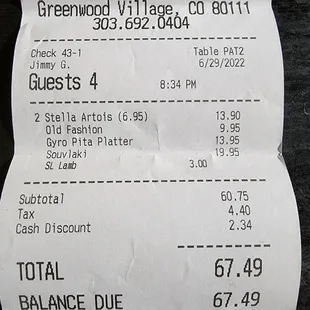 Greenwood Village, CO 80111
303.692.0404
Check 43-1 Table PAT2
Jimmy G. 6/29/2022
Guests 4 8:34 PM
2 Stella Artois (6.95) 13.90
Old Fashion 9.95
Gyro Pita Platter 13.95
Souvlaki 19.95
SL Lamb 3.00
Subtotal 60.75
Tax 4.40
Cash Discount 2.34
TOTAL 67.49
BALANCE DUE 67.49